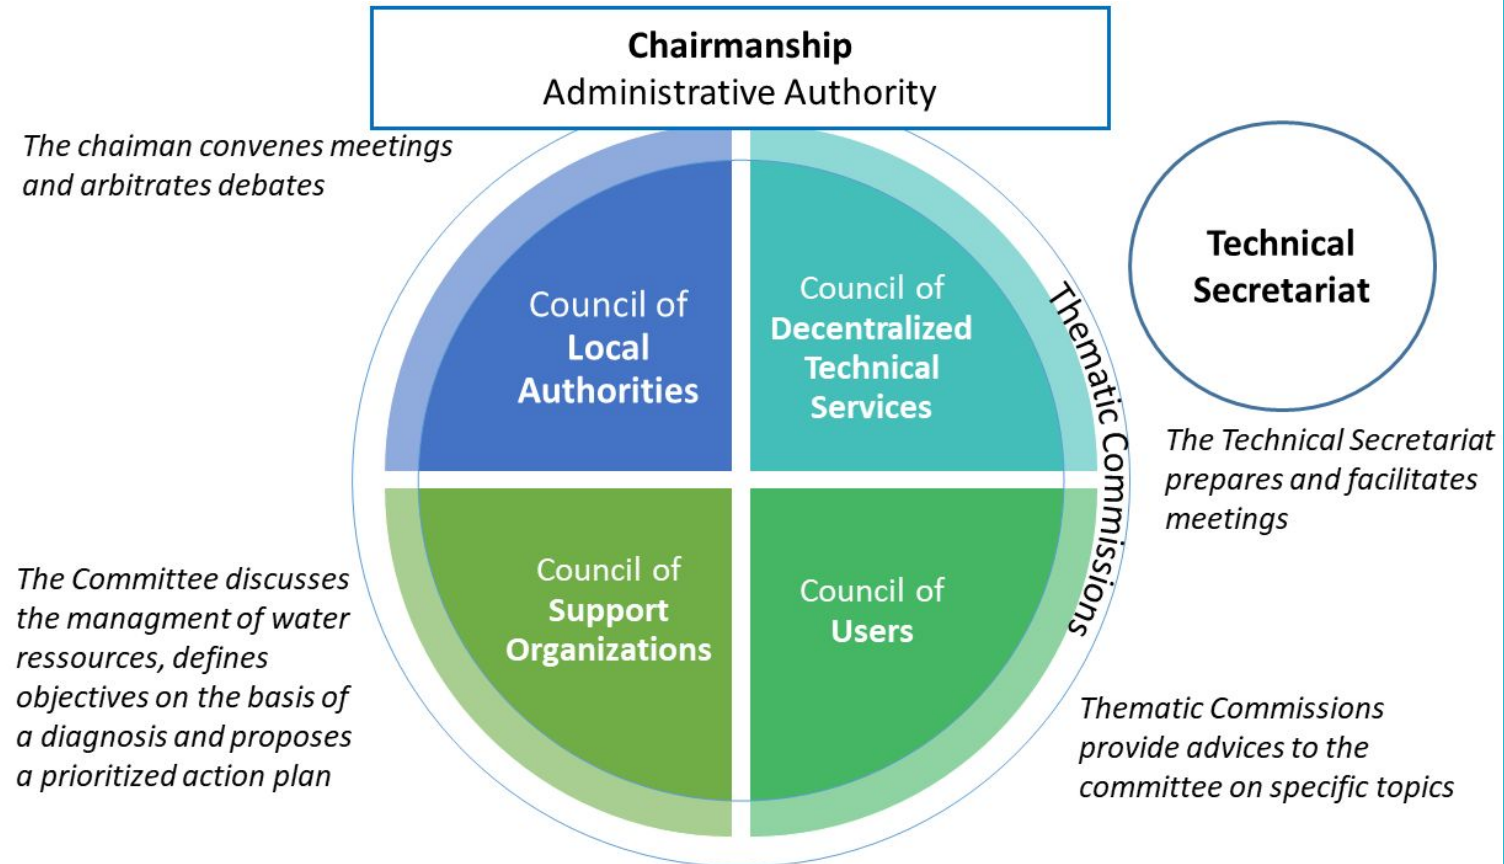 Chairmanship
Administrative Authority
The chaiman convenes meetings
and arbitrates debates
Technical
Secretariat
Council of
Local
Authorities
Council of
Decentralized
Technical
Services
Thematic Commissions
The Technical Secretariat
prepares and facilitates
meetings
The Committee discusses
the managment of water
ressources, defines
objectives on the basis of
a diagnosis and proposes
a prioritized action plan
Council of
Support
Organizations
Council of
Users
Thematic Commissions
provide advices to the
committee on specific topics